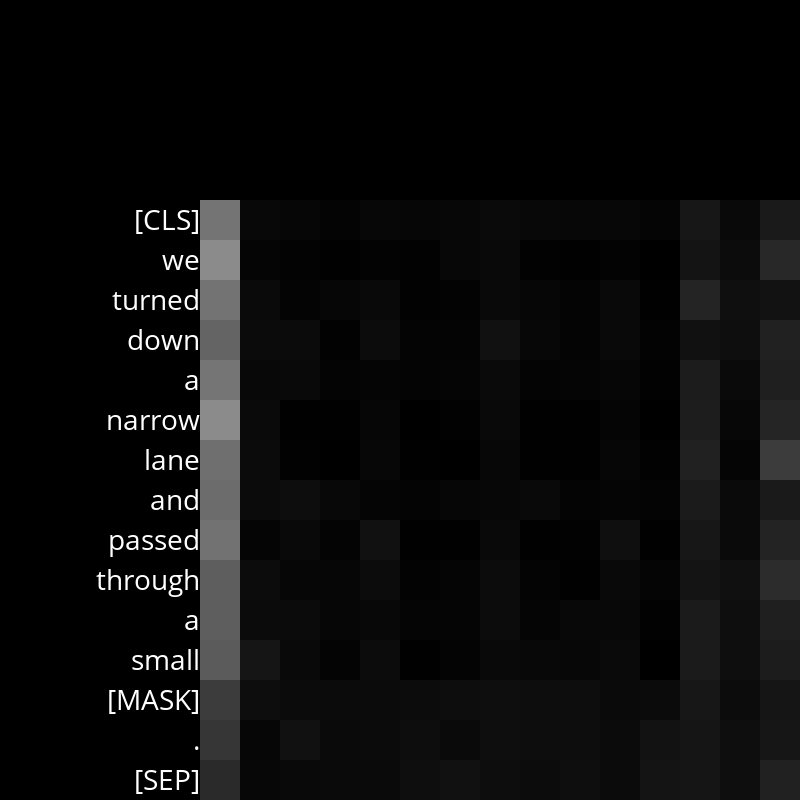 [CLS]
we
turned
down
a
narrow
lane
and
passed
through
a
small
[MASK]
.
[SEP]